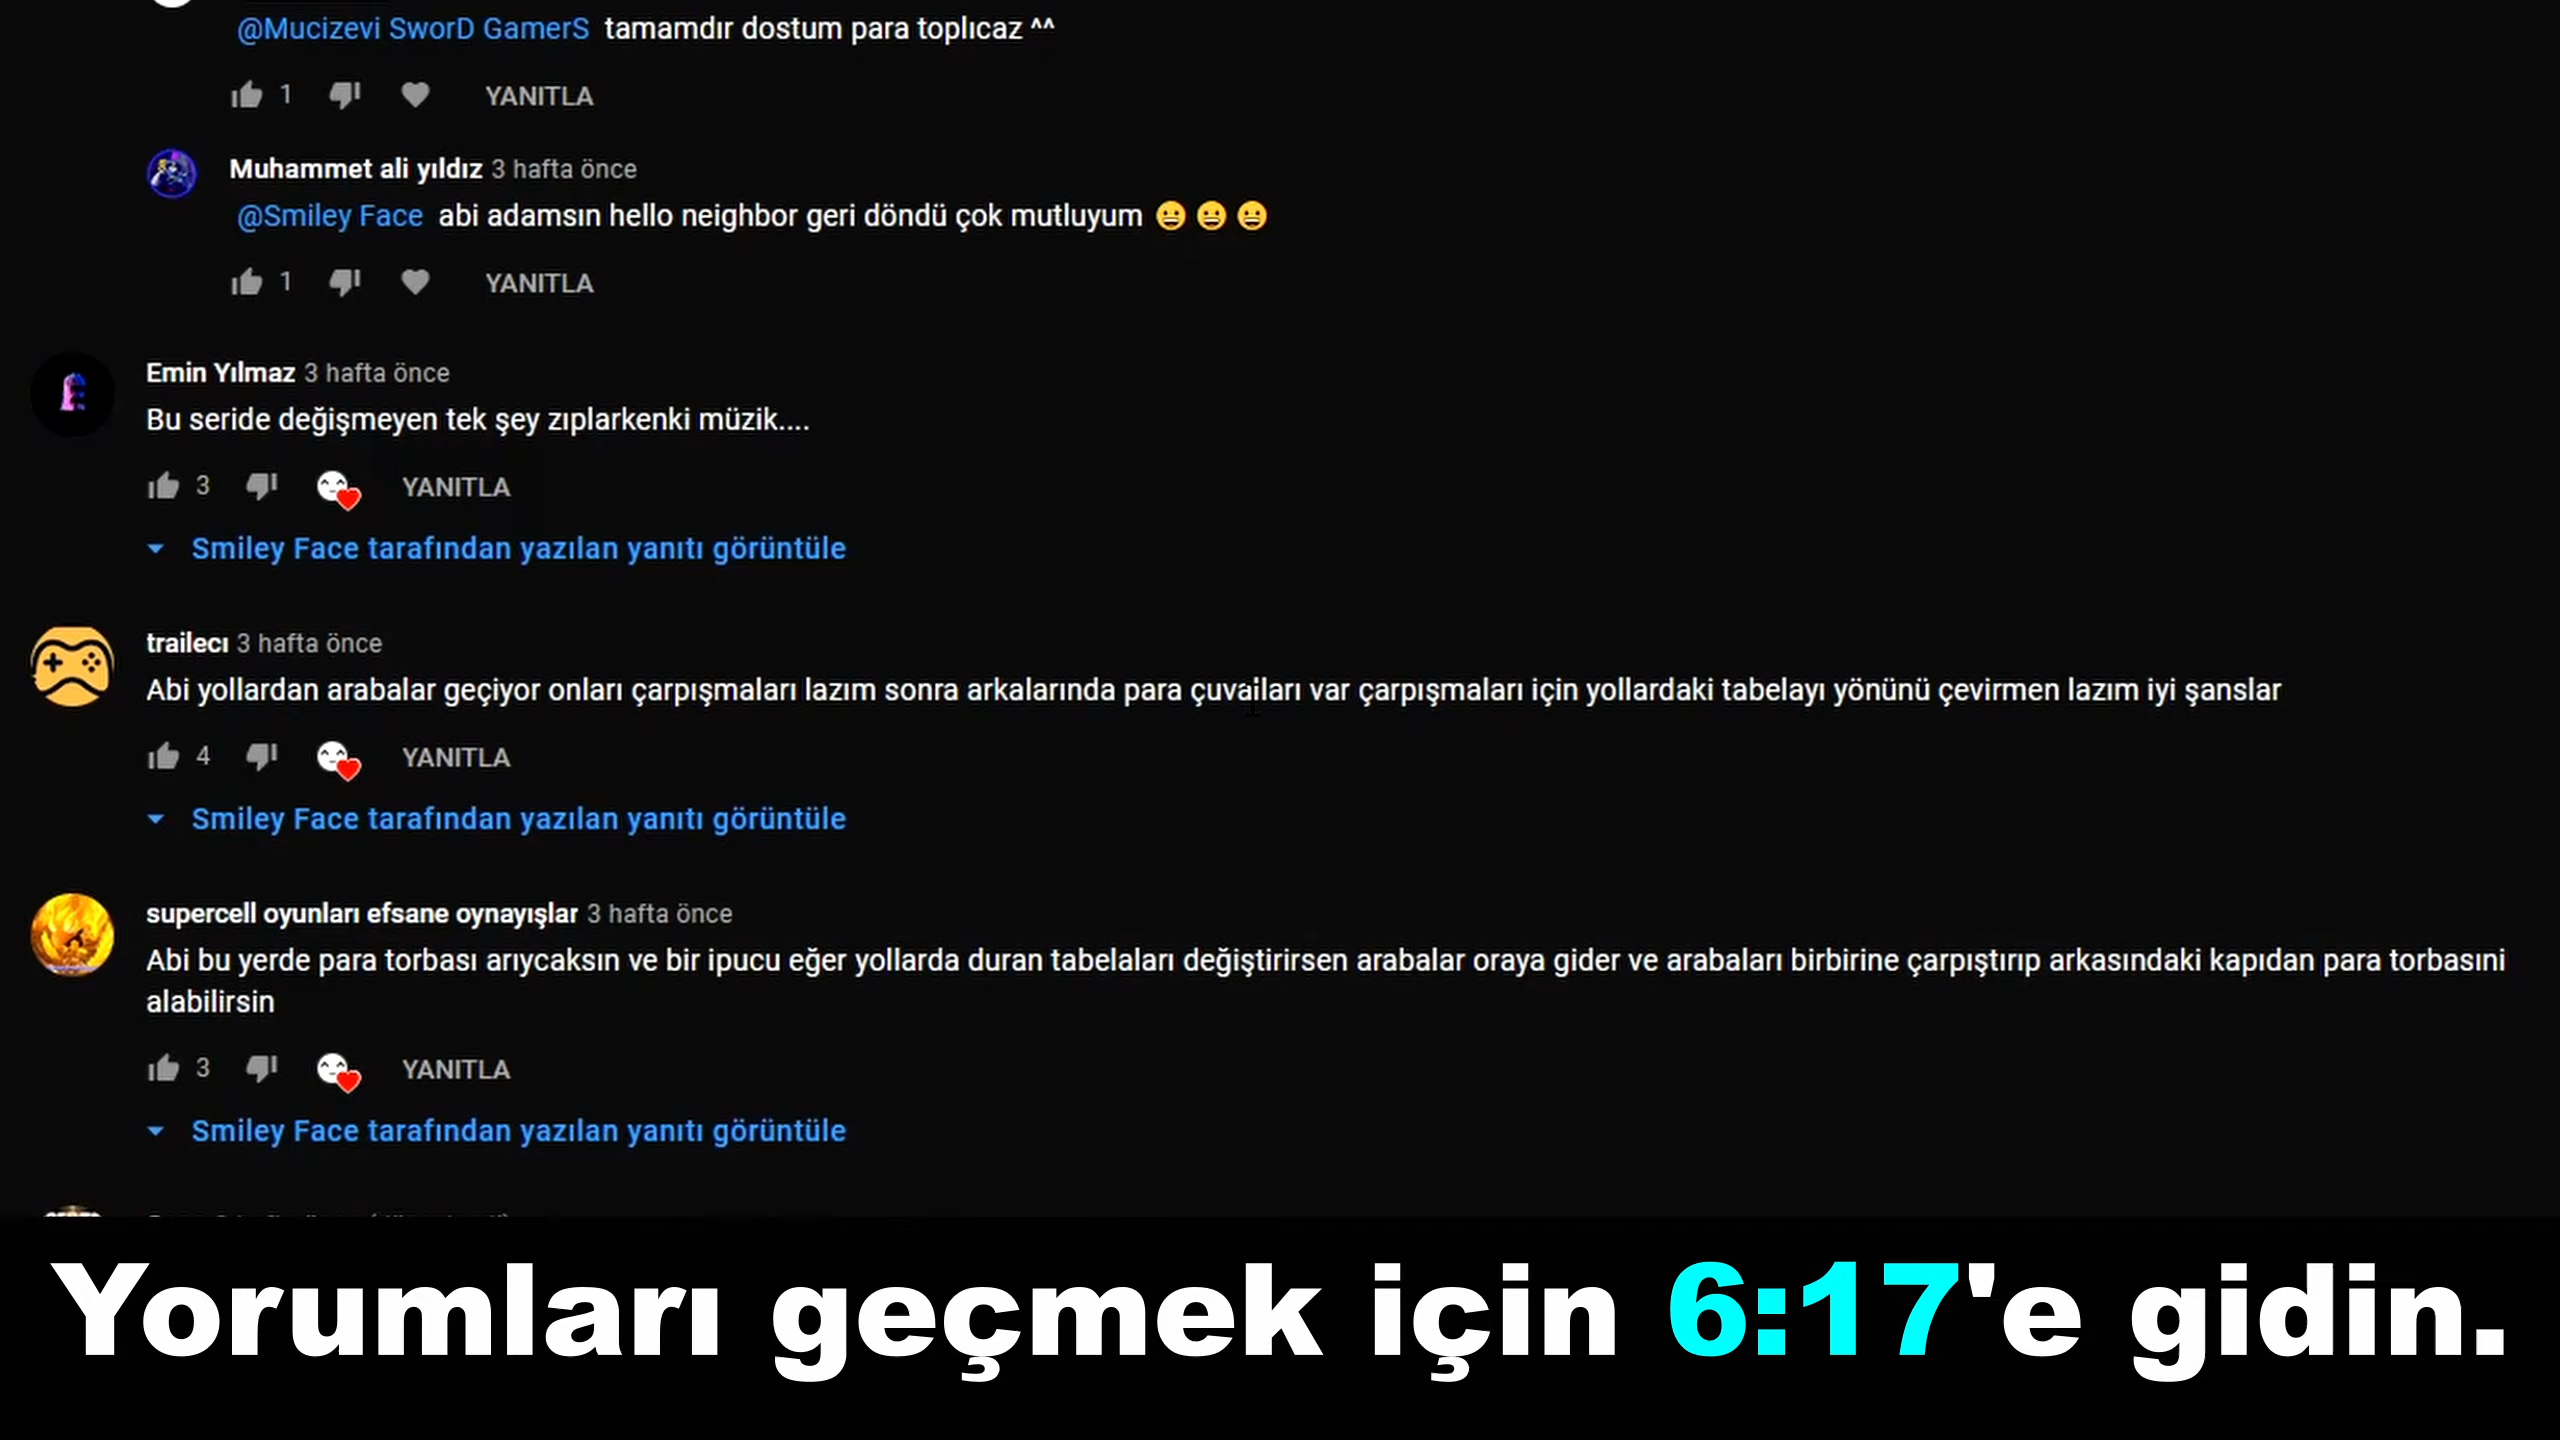 @Mucizevi SworD GamerS tamamdır dostum para toplıcaz ^^
1 YANITLA
Muhammet ali yıldız 3 hafta önce
@Smiley Face abi adamsın hello neighbor geri döndü çok mutluyum 😀😀😀
1 YANITLA
Emin Yılmaz 3 hafta önce
Bu seride değişmeyen tek şey zıplarkenki müzik....
3 YANITLA
Smiley Face tarafından yazılan yanıtı görüntüle
trailecı 3 hafta önce
Abi yollardan arabalar geçiyor onları çarpışmaları lazım sonra arkalarında para çuvalları var çarpışmaları için yollardaki tabelayı yönünü çevirmen lazım iyi şanslar
4 YANITLA
Smiley Face tarafından yazılan yanıtı görüntüle
supercell oyunları efsane oynayışlar 3 hafta önce
Abi bu yerde para torbası arıycaksın ve bir ipucu eğer yollarda duran tabelaları değiştirirsen arabalar oraya gider ve arabaları birbirine çarpıştırıp arkasındaki kapıdan para torbasıni
alabilirsin
3 YANITLA
Smiley Face tarafından yazılan yanıtı görüntüle
Yorumları geçmek için 6:17'e gidin.